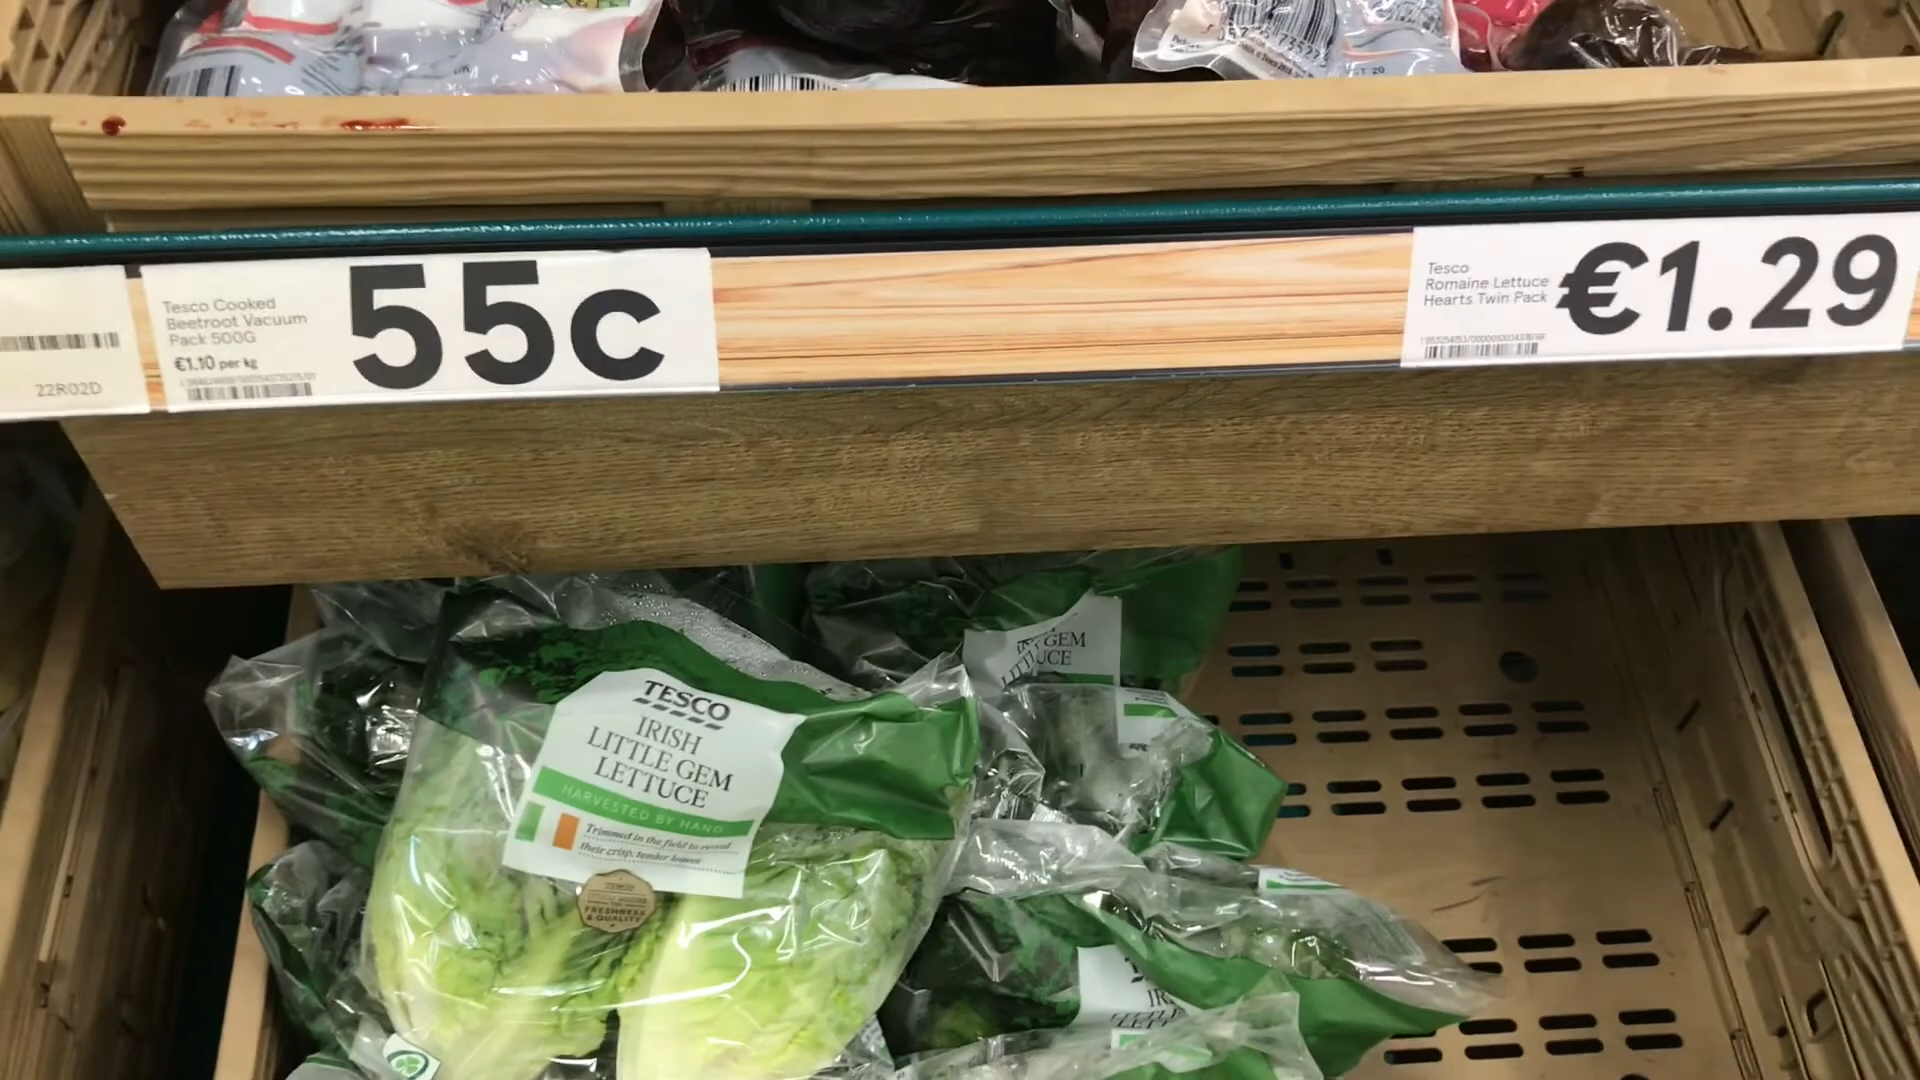 22R02D
Tesco Cooked
Beetroot Vacuum
Pack 500G
€1.10 per kg
55c
Tesco
Romaine Lettuce
Hearts Twin Pack
€1.29
TESCO
IRISH
LITTLE GEM
LETTUCE
HARVESTED BY HAND
Trimmed in the field to reveal
their crisp, tender leaves
TESCO
FRESHNESS
& QUALITY
GEM